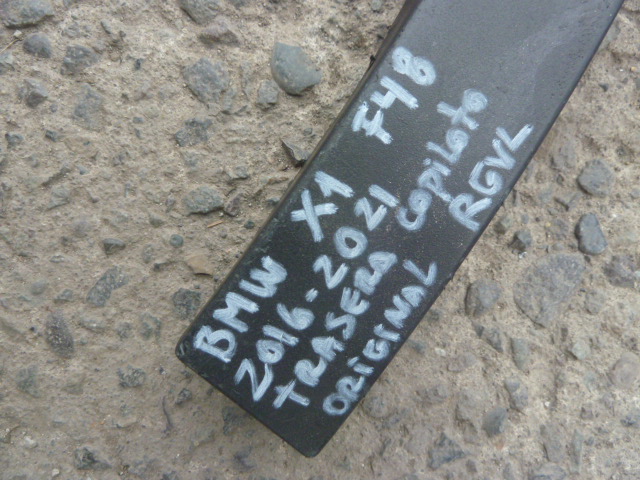 BMW X1 F48
2016-2021
TRASERA COPILOTO
ORIGINAL RGVL